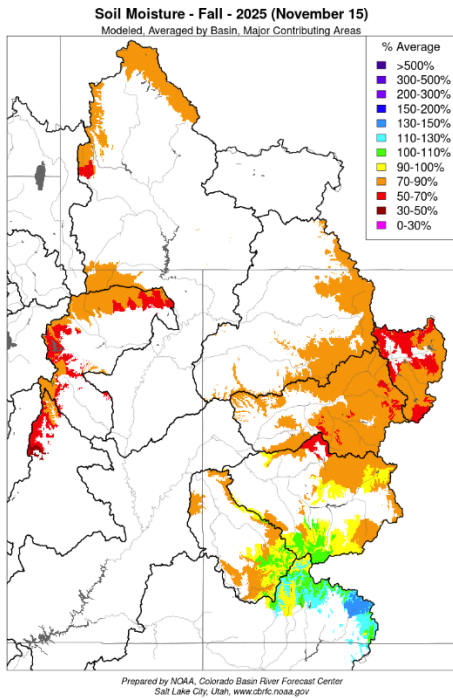 Soil Moisture - Fall - 2025 (November 15)
Modeled, Averaged by Basin, Major Contributing Areas
% Average
>500%
300-500%
200-300%
150-200%
130-150%
110-130%
100-110%
90-100%
70-90%
50-70%
30-50%
0-30%
Prepared by NOAA, Colorado Basin River Forecast Center
Salt Lake City, Utah, www.cbrfc.noaa.gov